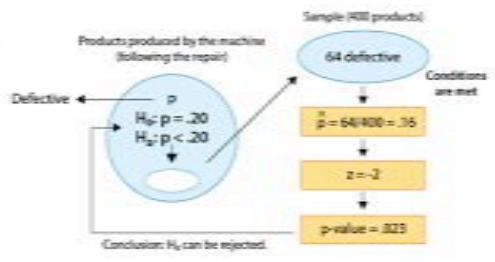 Sample (400 products)
Products produced by the machine
(following the repair)
64 defective
Conditions
are met
Defective
p
H₀: p = .20
Hₐ: p < .20
p̂ = 64/400 = .16
z = -2
p-value = .023
Conclusion: H₀ can be rejected.